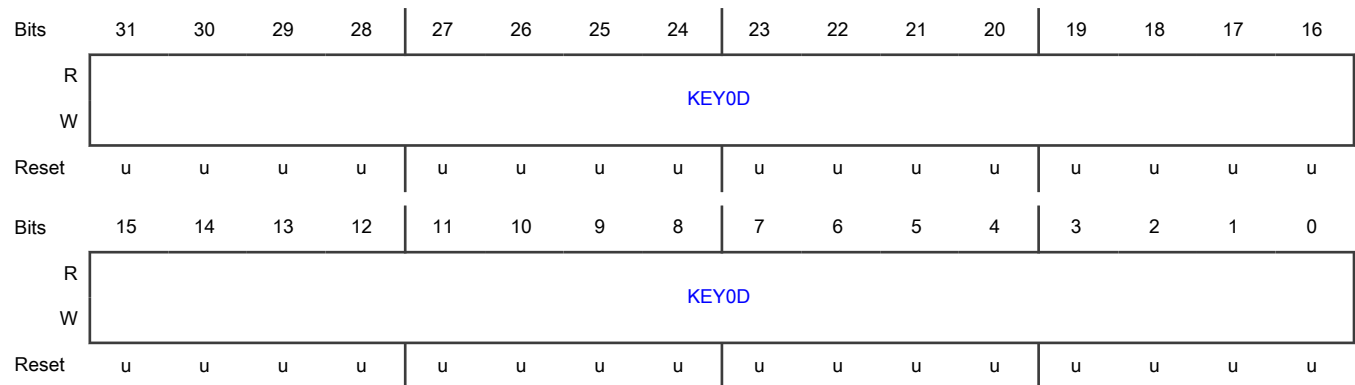 Bits 31 30 29 28 27 26 25 24 23 22 21 20 19 18 17 16
R
KEY0D
W
Reset u u u u u u u u u u u u u u u u
Bits 15 14 13 12 11 10 9 8 7 6 5 4 3 2 1 0
R
KEY0D
W
Reset u u u u u u u u u u u u u u u u